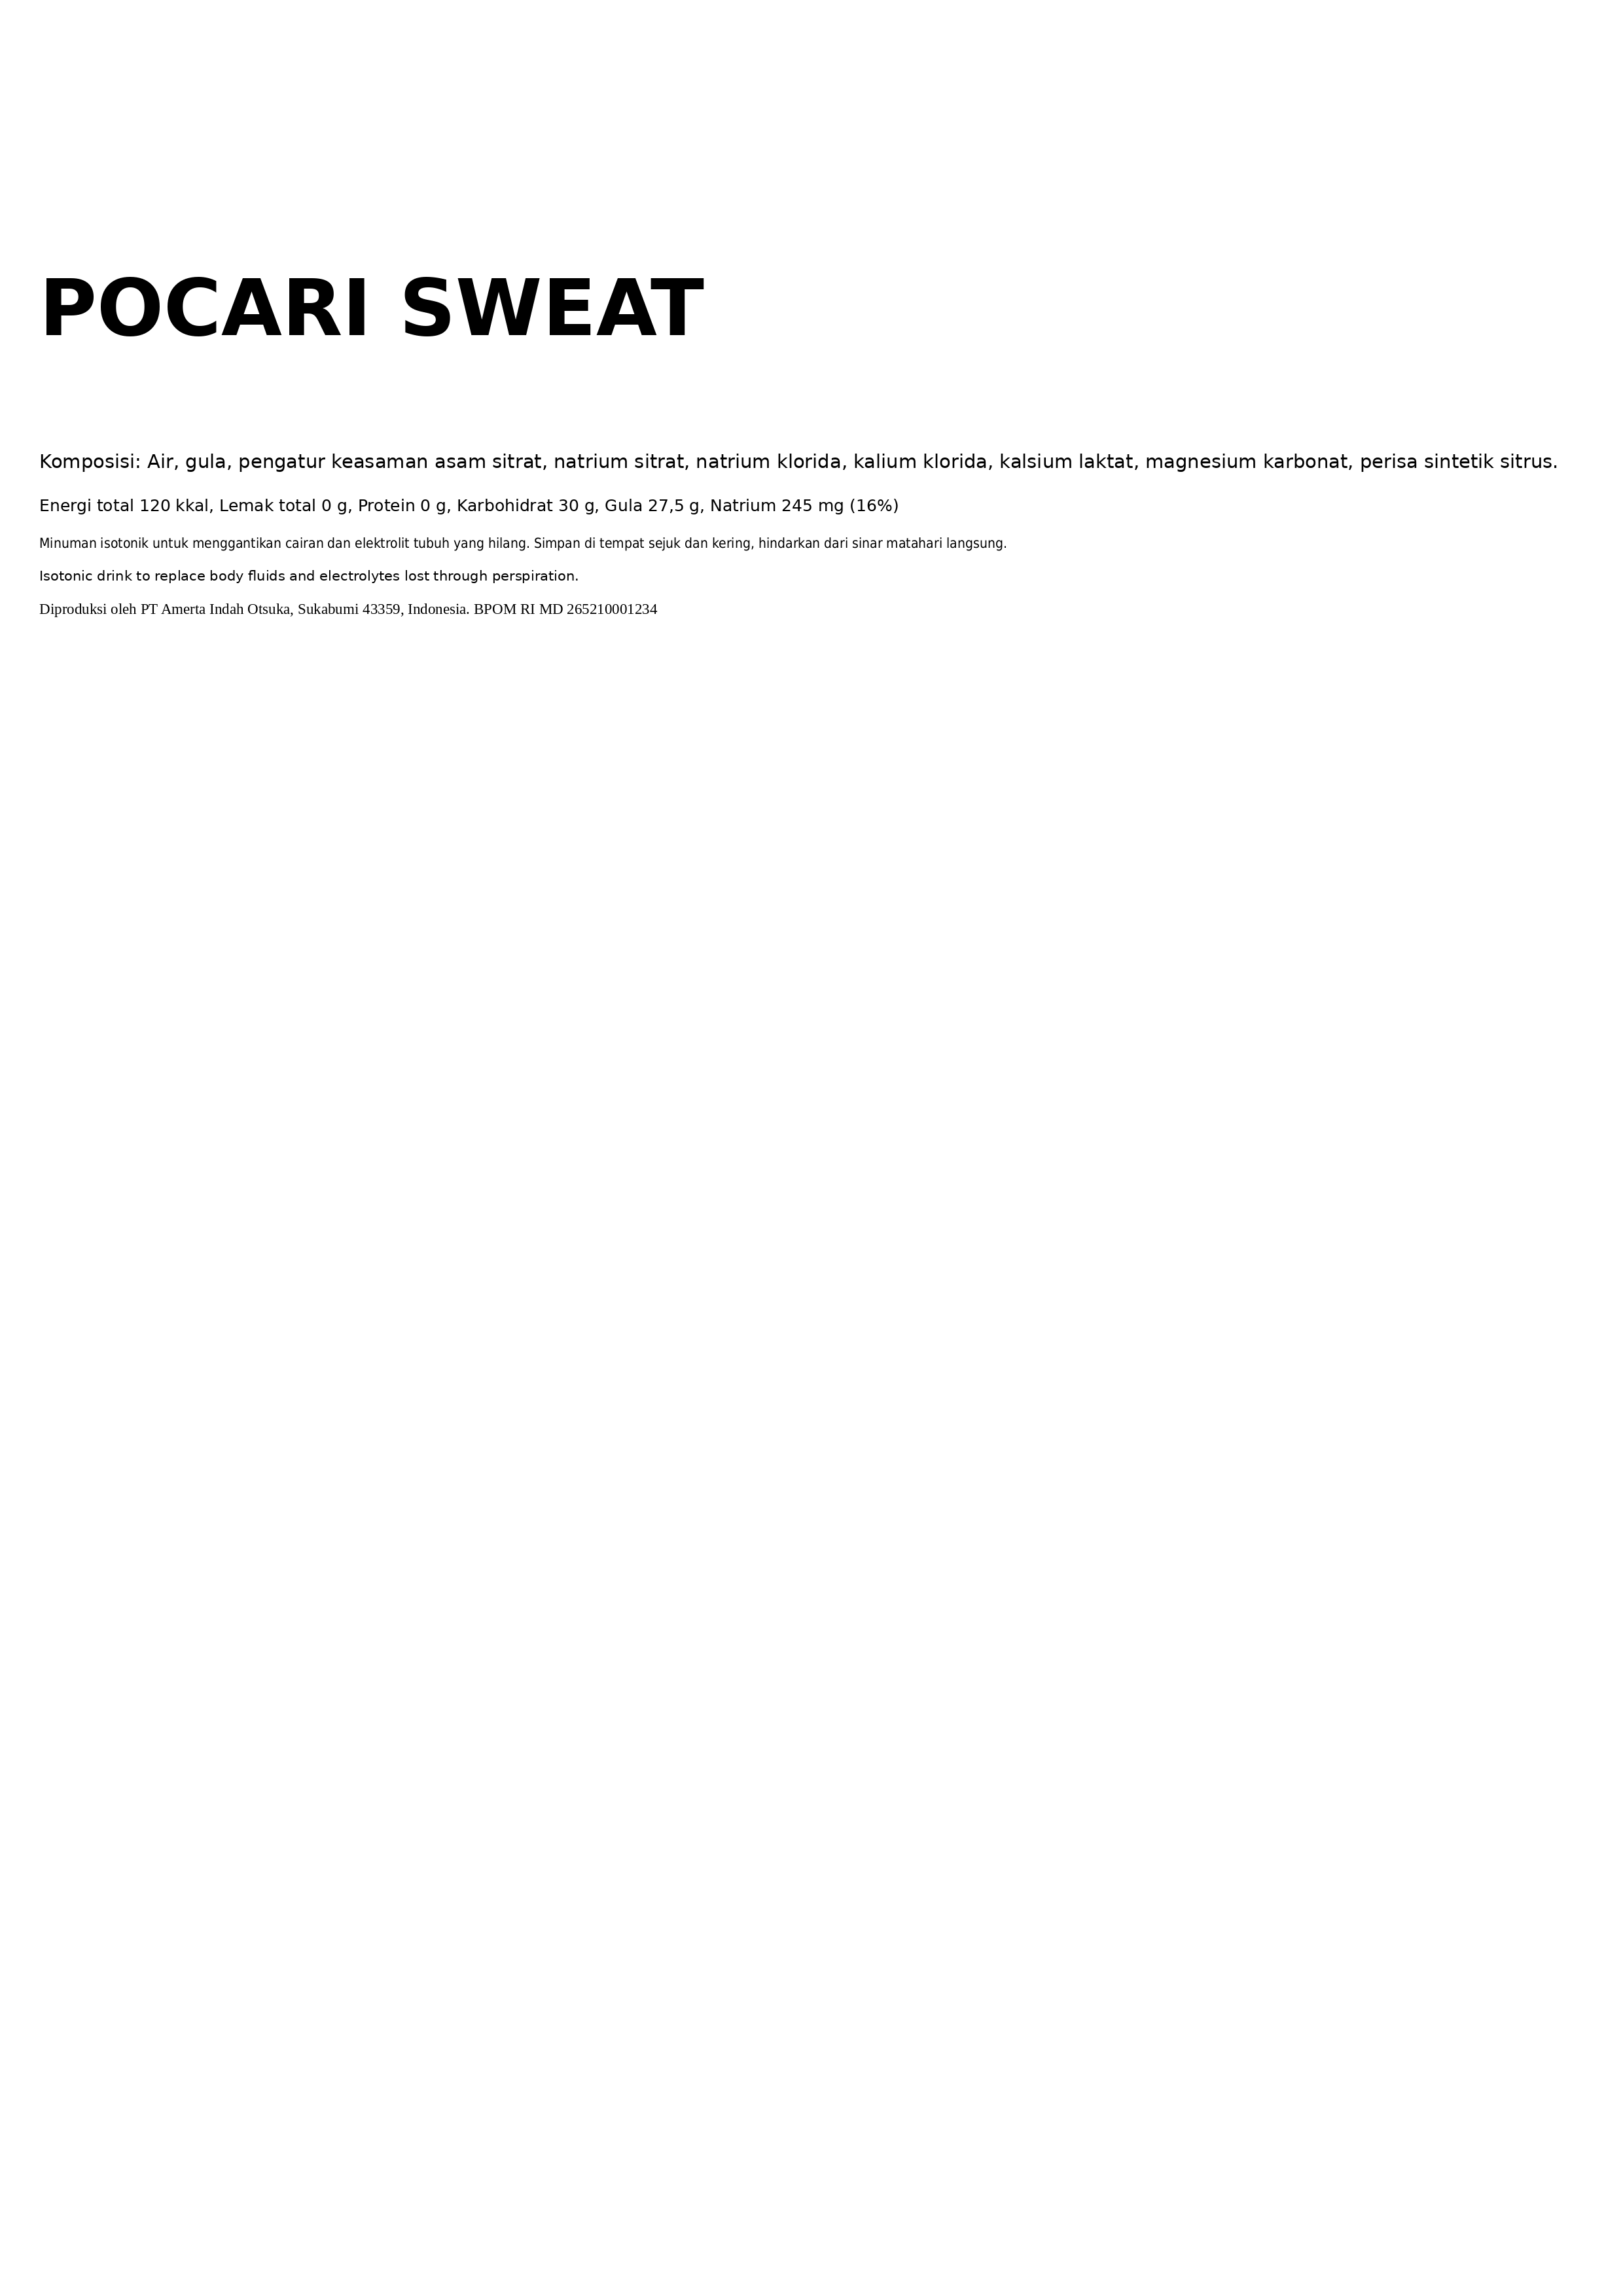 POCARI SWEAT
Komposisi: Air, gula, pengatur keasaman asam sitrat, natrium sitrat, natrium klorida, kalium klorida, kalsium laktat, magnesium karbonat, perisa sintetik sitrus.
Energi total 120 kkal, Lemak total 0 g, Protein 0 g, Karbohidrat 30 g, Gula 27,5 g, Natrium 245 mg (16%)
Minuman isotonik untuk menggantikan cairan dan elektrolit tubuh yang hilang. Simpan di tempat sejuk dan kering, hindarkan dari sinar matahari langsung.
Isotonic drink to replace body fluids and electrolytes lost through perspiration.
Diproduksi oleh PT Amerta Indah Otsuka, Sukabumi 43359, Indonesia. BPOM RI MD 265210001234